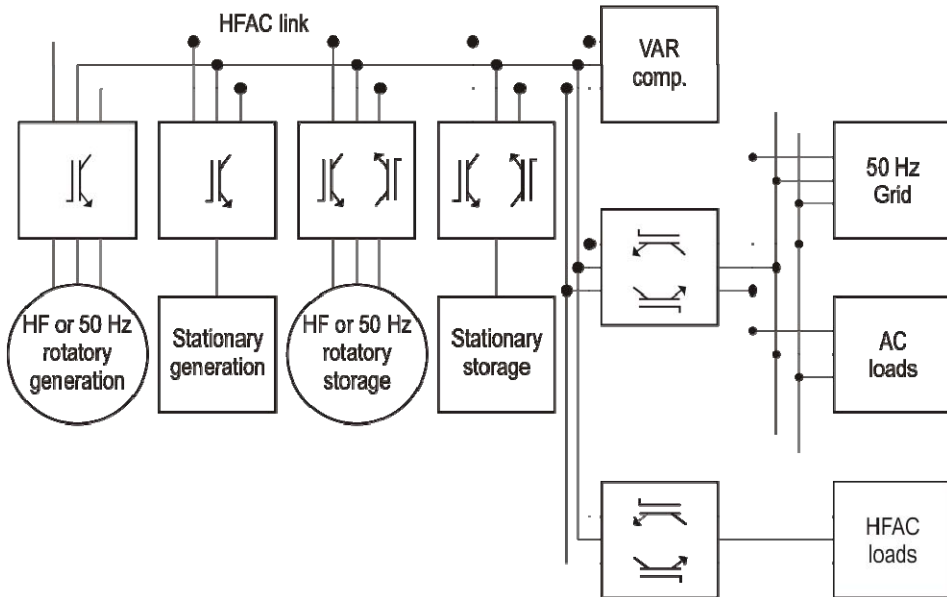 HFAC link
VAR
comp.
50 Hz
Grid
HF or 50 Hz
rotatory
generation
Stationary
generation
HF or 50 Hz
rotatory
storage
Stationary
storage
AC
loads
HFAC
loads